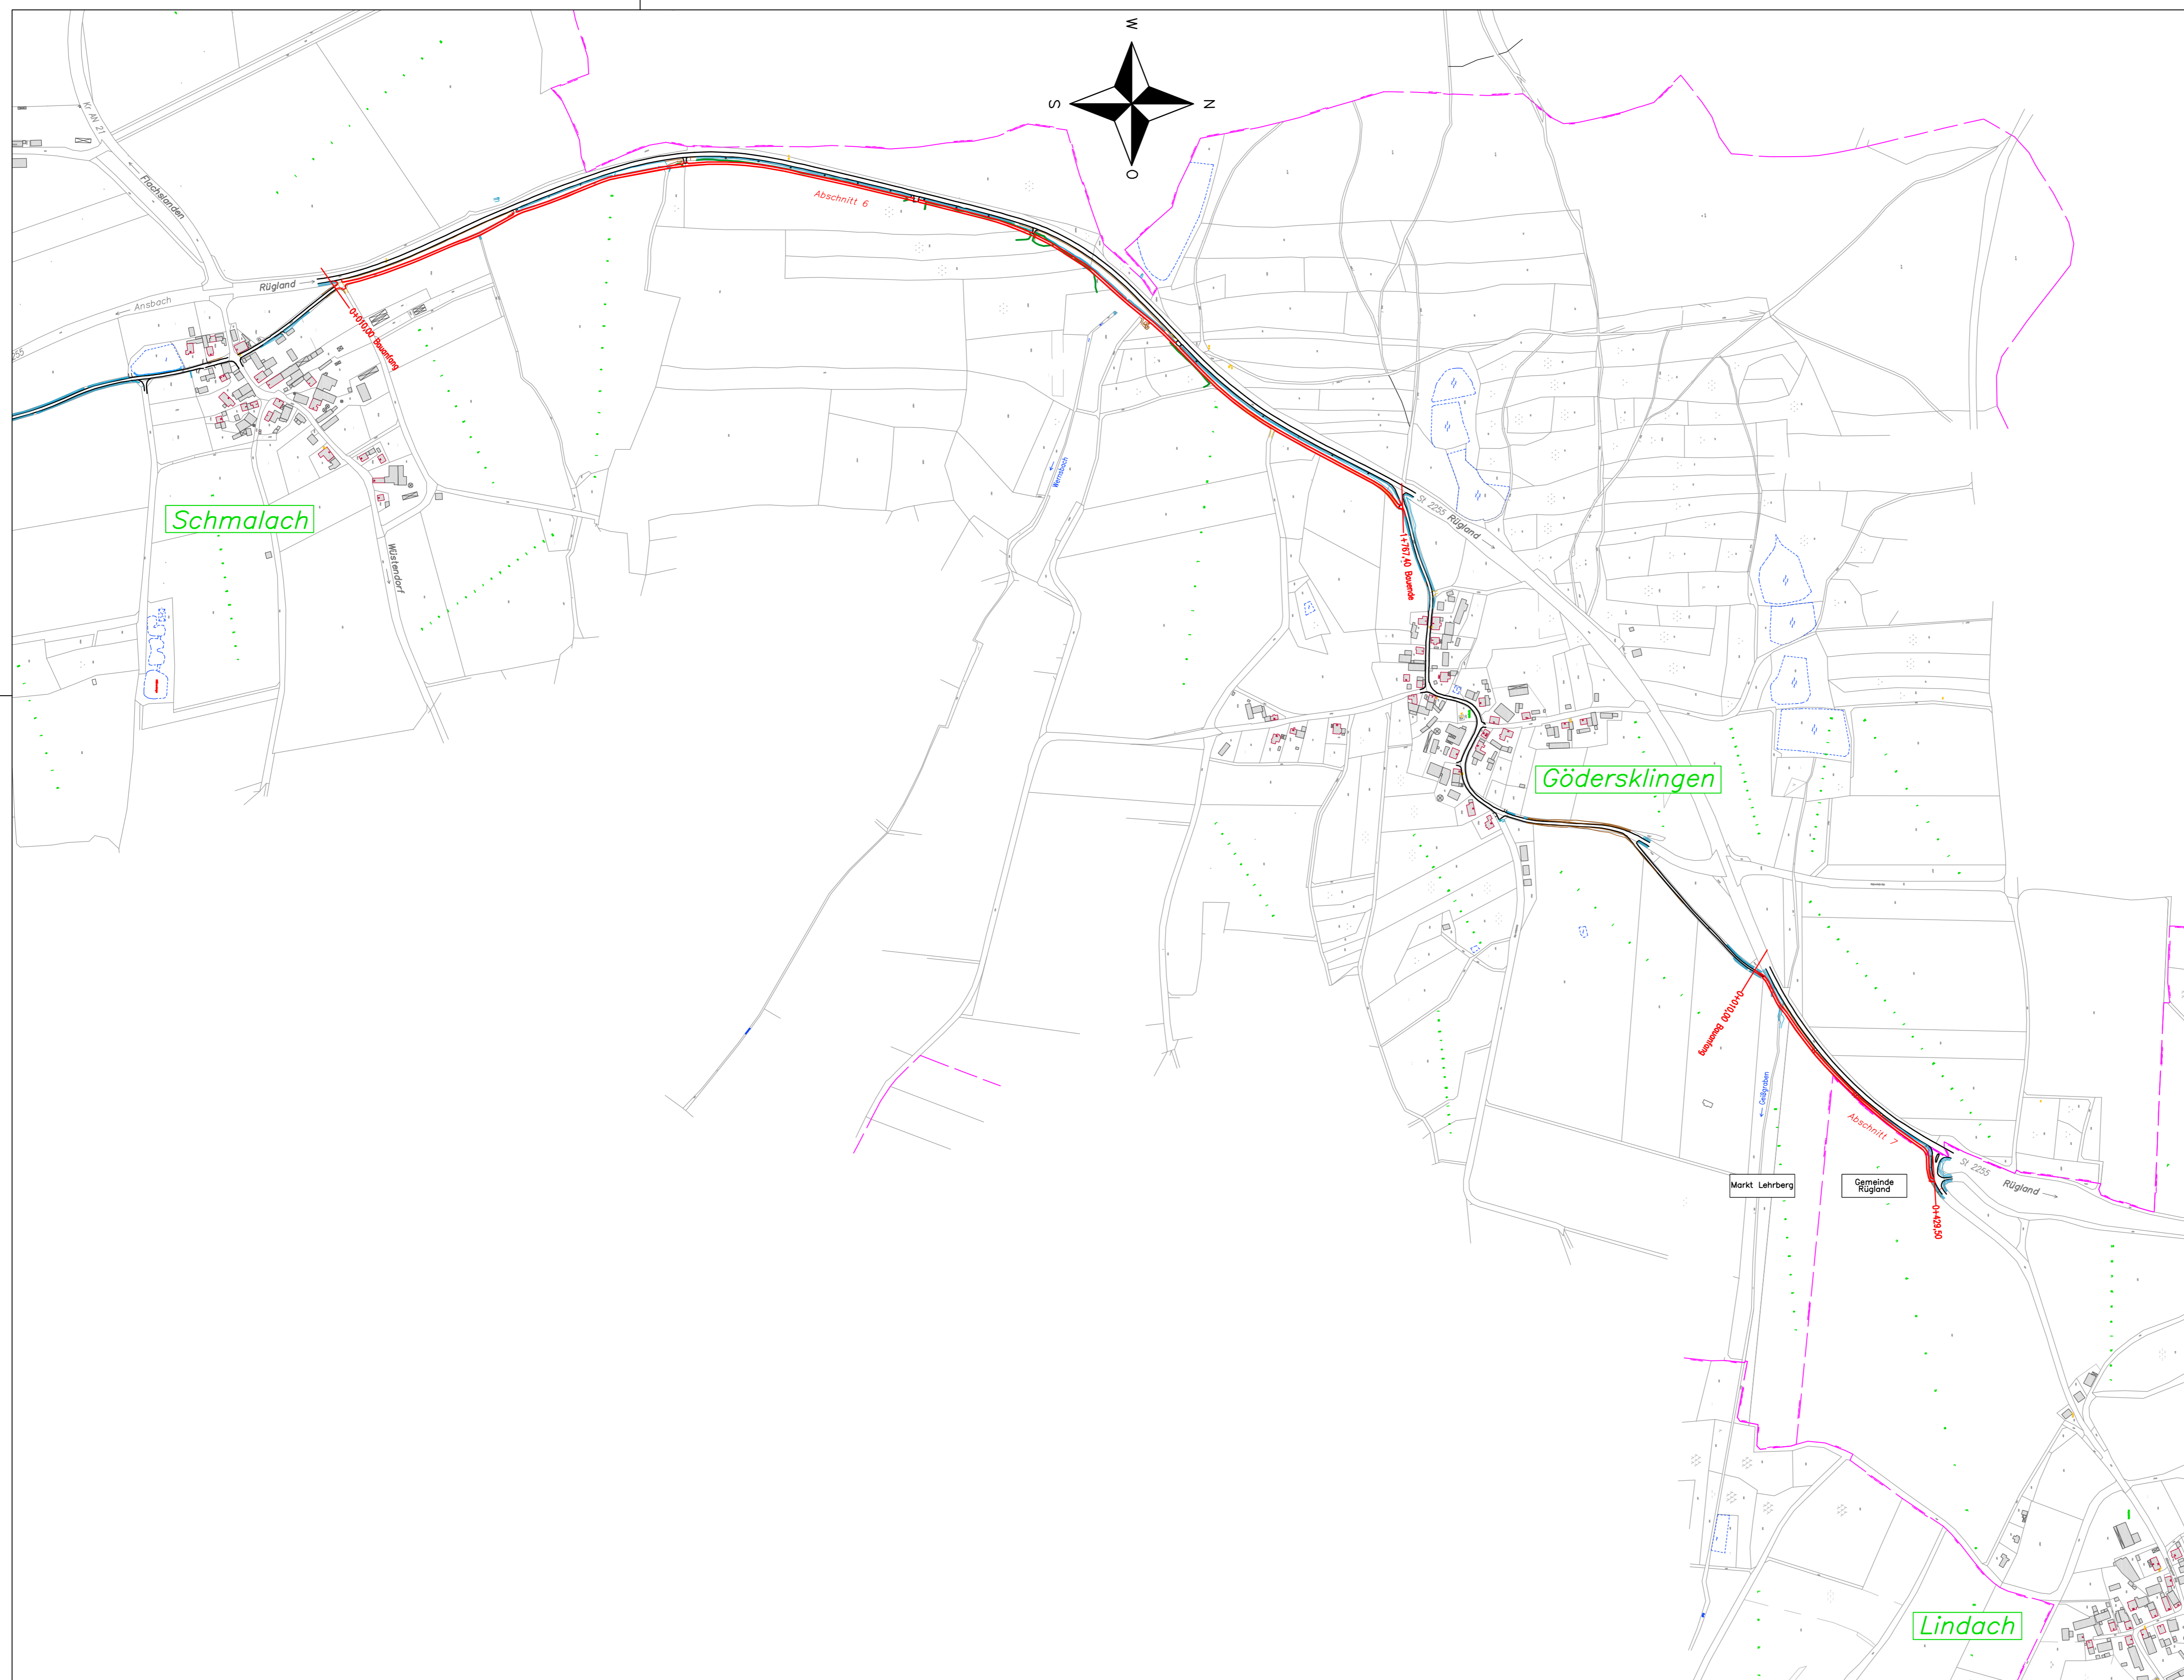 W
S
N
O
Kr AN 21
Flachslanden
Abschnitt 6
Rügland
Ansbach
0+010,00 Bauanfang
Schmalach
Wüstendorf
Wernsbach
St 2255 Rügland
1+767,40 Bauende
Gödersklingen
0+010,00 Bauanfang
Geißgraben
Abschnitt 7
St 2255
Rügland
Markt Lehrberg
Gemeinde
Rügland
0+429,50
Lindach